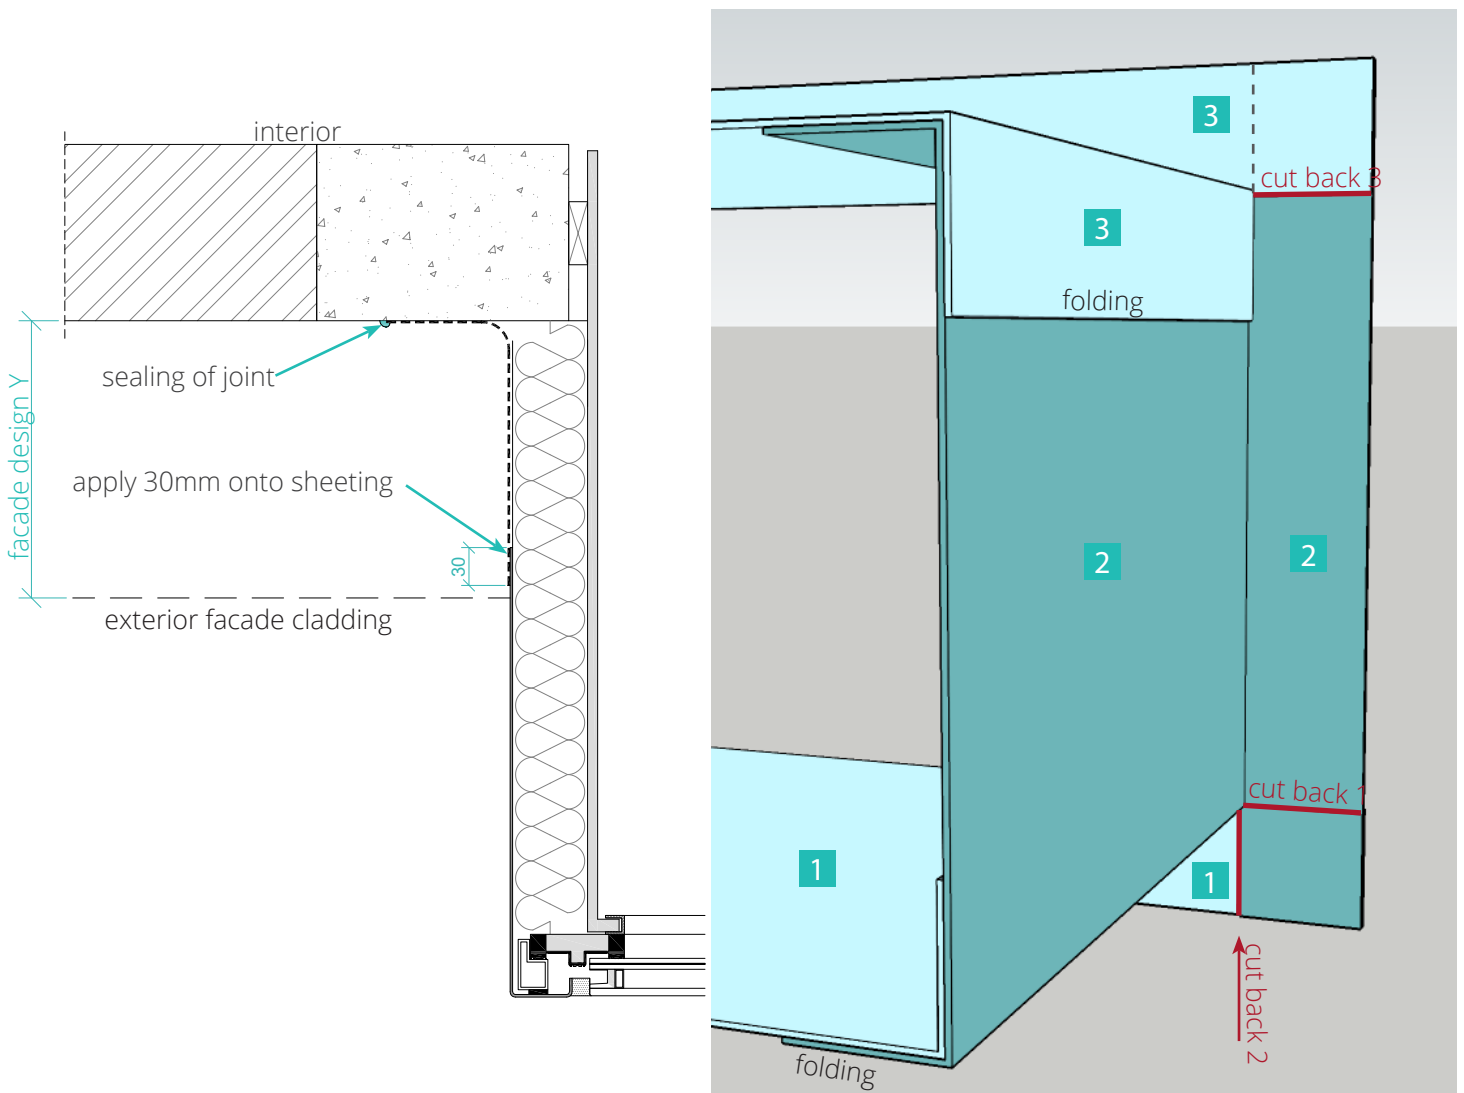 interior
sealing of joint
facade design Y
apply 30mm onto sheeting
30
exterior facade cladding
3
cut back 3
3
folding
2
2
cut back 1
1
1
cut back 2
folding